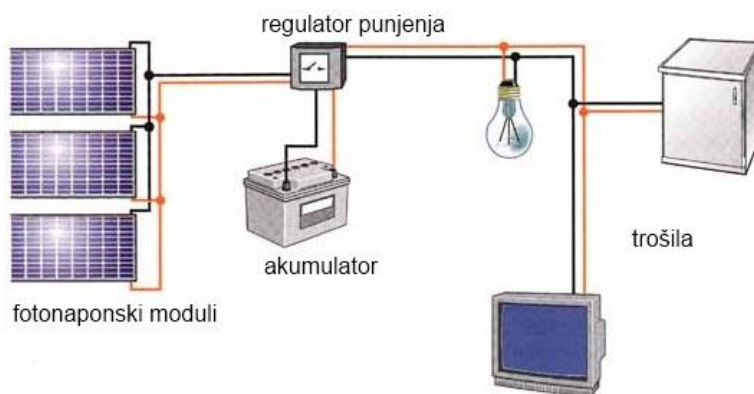 regulator punjenja
trošila
akumulator
fotonaponski moduli